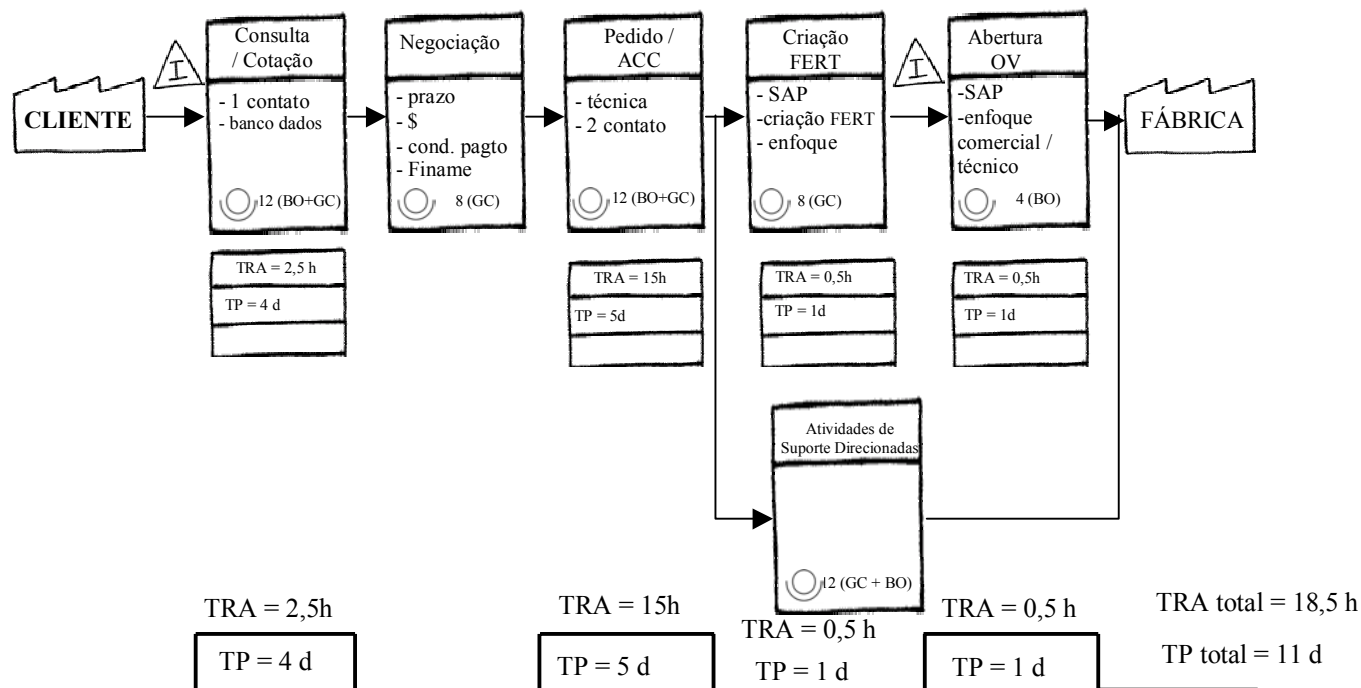 CLIENTE
I
Consulta
/ Cotação
- 1 contato
- banco dados
12 (BO+GC)
TRA = 2,5 h
TP = 4 d
Negociação
- prazo
- $
- cond. pagto
- Finame
8 (GC)
Pedido /
ACC
- técnica
- 2 contato
12 (BO+GC)
TRA = 15h
TP = 5d
Criação
FERT
- SAP
-criação FERT
- enfoque
8 (GC)
TRA = 0,5h
TP = 1d
I
Abertura
OV
-SAP
-enfoque
comercial /
técnico
4 (BO)
TRA = 0,5h
TP = 1d
FÁBRICA
Atividades de
Suporte Direcionadas
12 (GC + BO)
TRA = 2,5h
TP = 4 d
TRA = 15h
TP = 5 d
TRA = 0,5 h
TP = 1 d
TRA = 0,5 h
TP = 1 d
TRA total = 18,5 h
TP total = 11 d